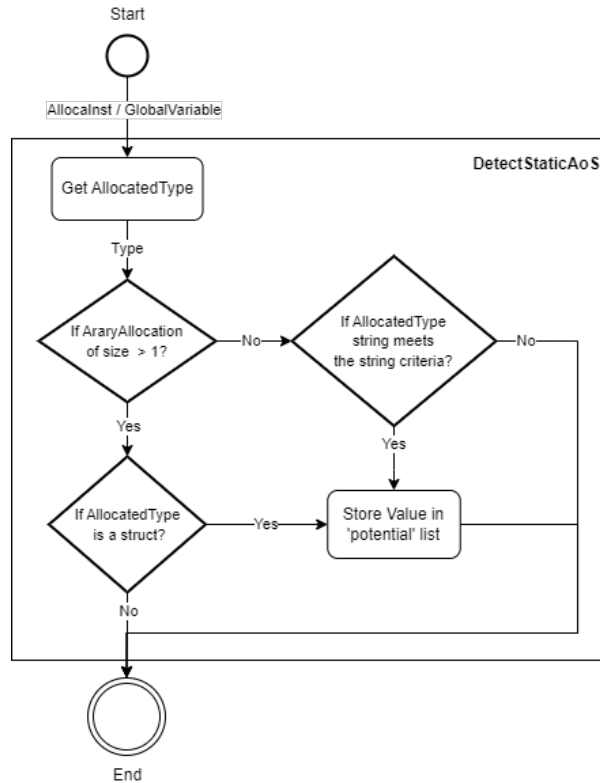 Start
AllocaInst / GlobalVariable
DetectStaticAoS
Get AllocatedType
Type
If AraryAllocation
of size > 1?
No
If AllocatedType
string meets
the string criteria?
No
Yes
Yes
If AllocatedType
is a struct?
Yes
Store Value in
'potential' list
No
End